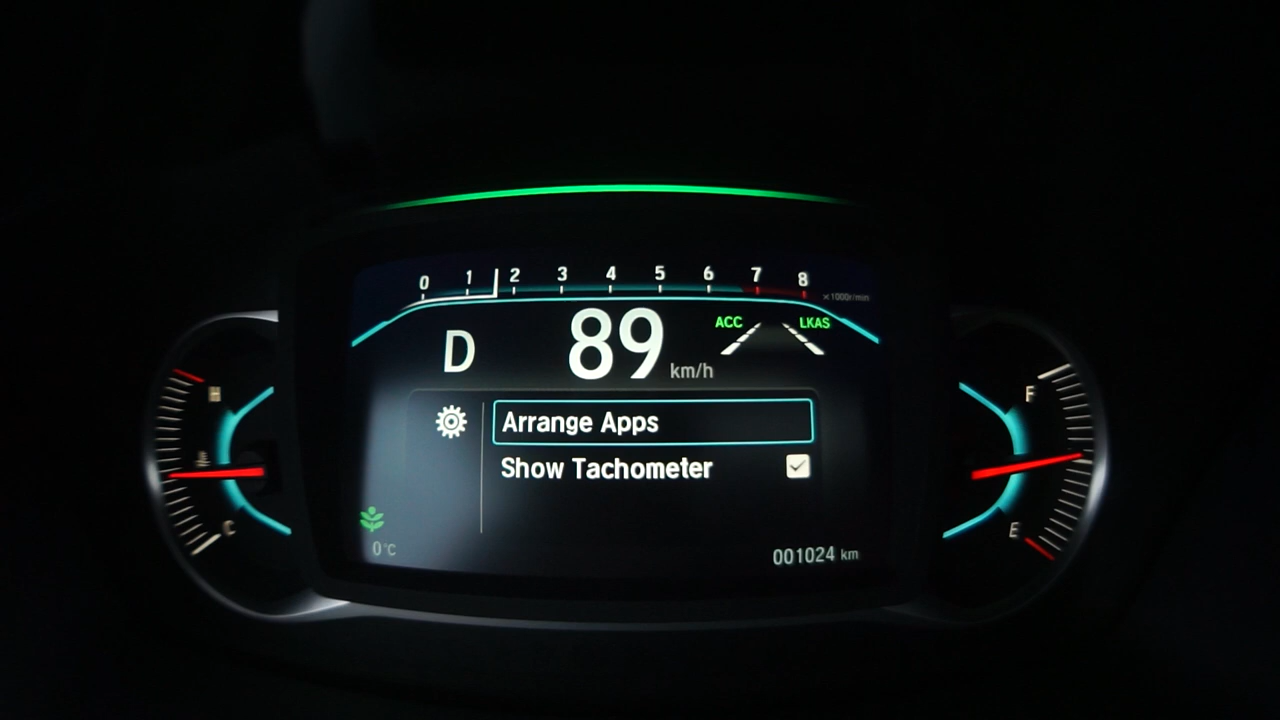 0 1 2 3 4 5 6 7 8
×1000r/min
D 89 km/h
ACC LKAS
H
F
Arrange Apps
Show Tachometer
C
E
0°C
001024 km